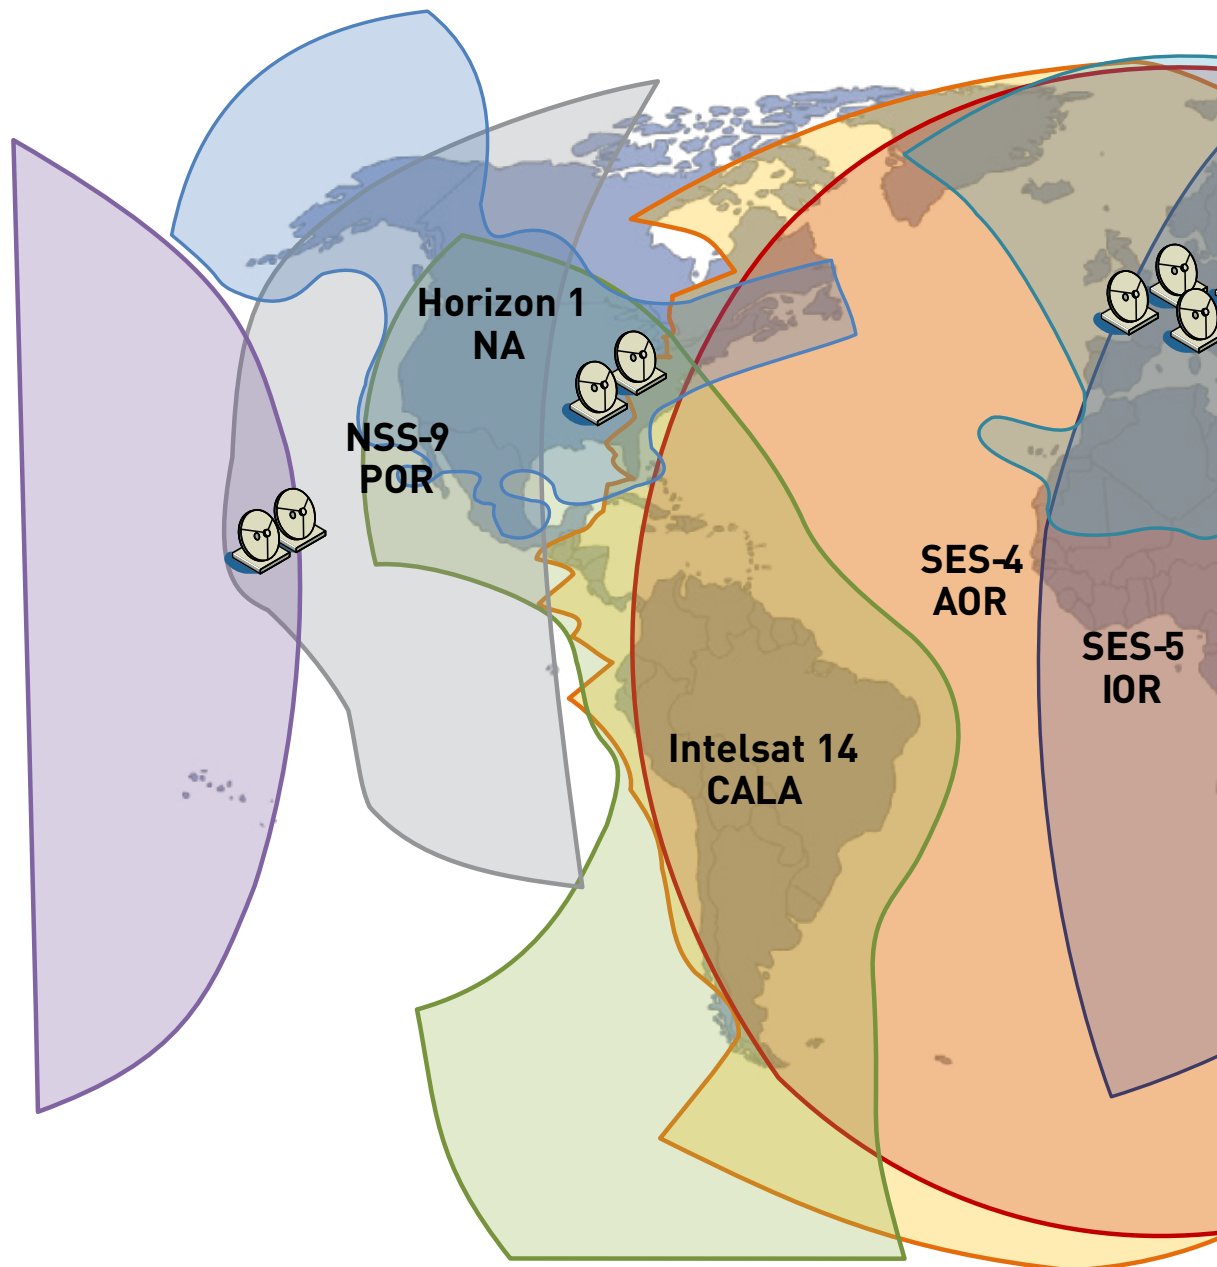 Horizon 1
NA
NSS-9
POR
SES-4
AOR
SES-5
IOR
Intelsat 14
CALA